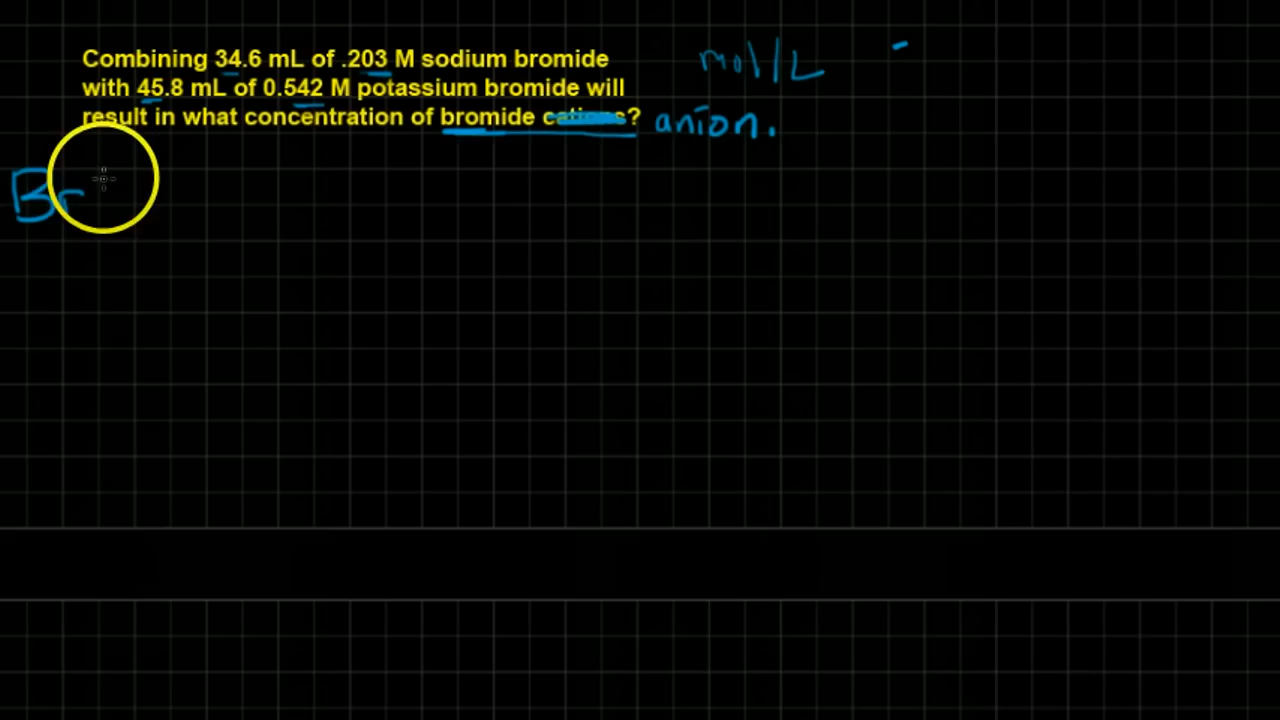 Combining 34.6 mL of .203 M sodium bromide
with 45.8 mL of 0.542 M potassium bromide will
result in what concentration of bromide cations?
mol/L
anion.
Br